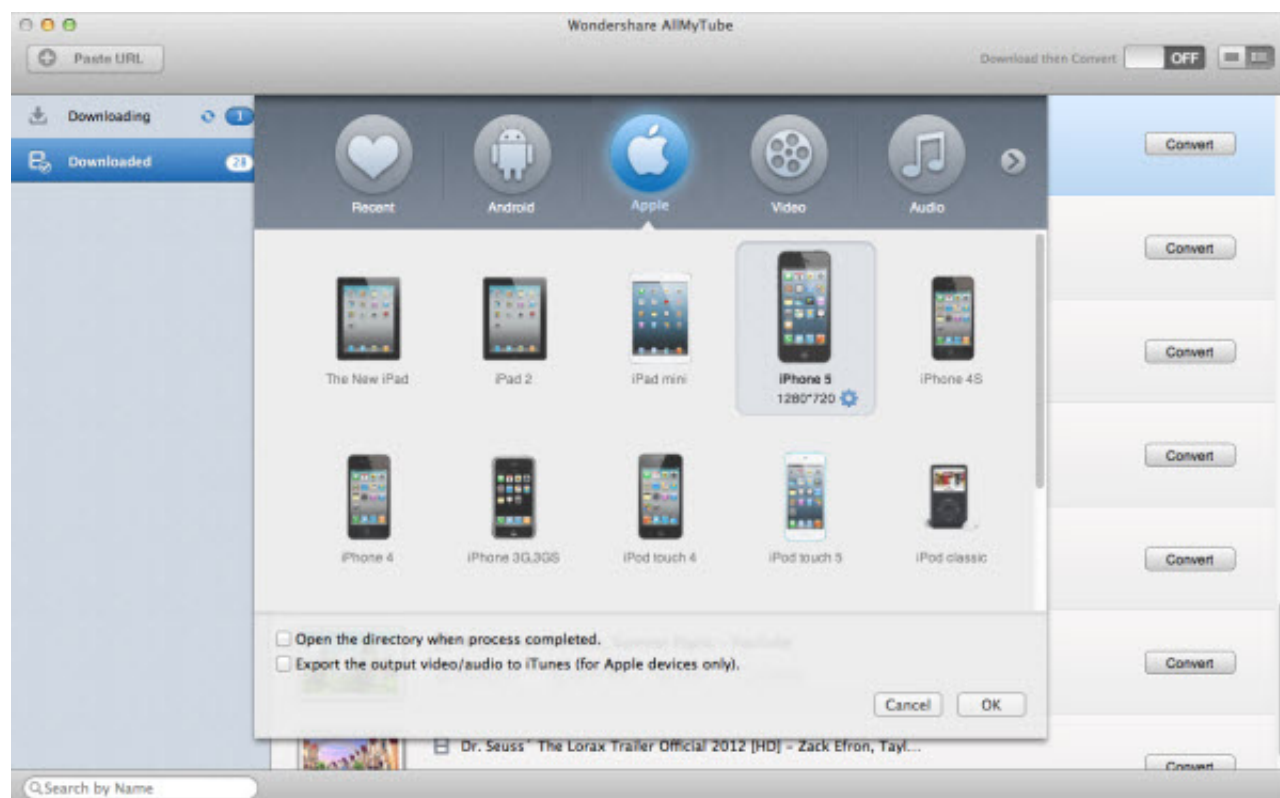 Wondershare AllMyTube
Paste URL
Download then Convert
OFF
Downloading
1
Downloaded
28
Recent
Android
Apple
Video
Audio
Convert
Convert
Convert
Convert
Convert
Convert
Convert
The New iPad
iPad 2
iPad mini
iPhone 5
1280*720
iPhone 4S
iPhone 4
iPhone 3G,3GS
iPod touch 4
iPod touch 5
iPod classic
Open the directory when process completed.
Export the output video/audio to iTunes (for Apple devices only).
Cancel
OK
Dr. Seuss´ The Lorax Trailer Official 2012 [HD] - Zack Efron, Tayl...
Search by Name